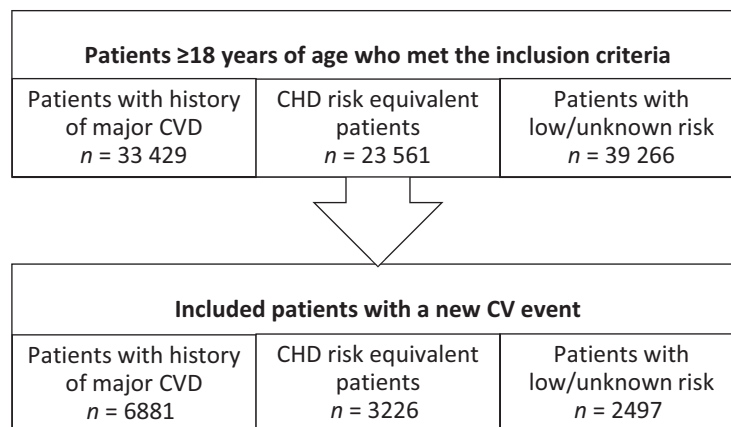 Patients ≥18 years of age who met the inclusion criteria
Patients with history
of major CVD
n = 33 429
CHD risk equivalent
patients
n = 23 561
Patients with
low/unknown risk
n = 39 266
Included patients with a new CV event
Patients with history
of major CVD
n = 6881
CHD risk equivalent
patients
n = 3226
Patients with
low/unknown risk
n = 2497